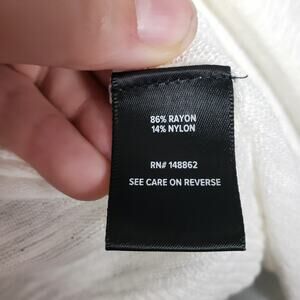 86% RAYON
14% NYLON
RN# 148862
SEE CARE ON REVERSE